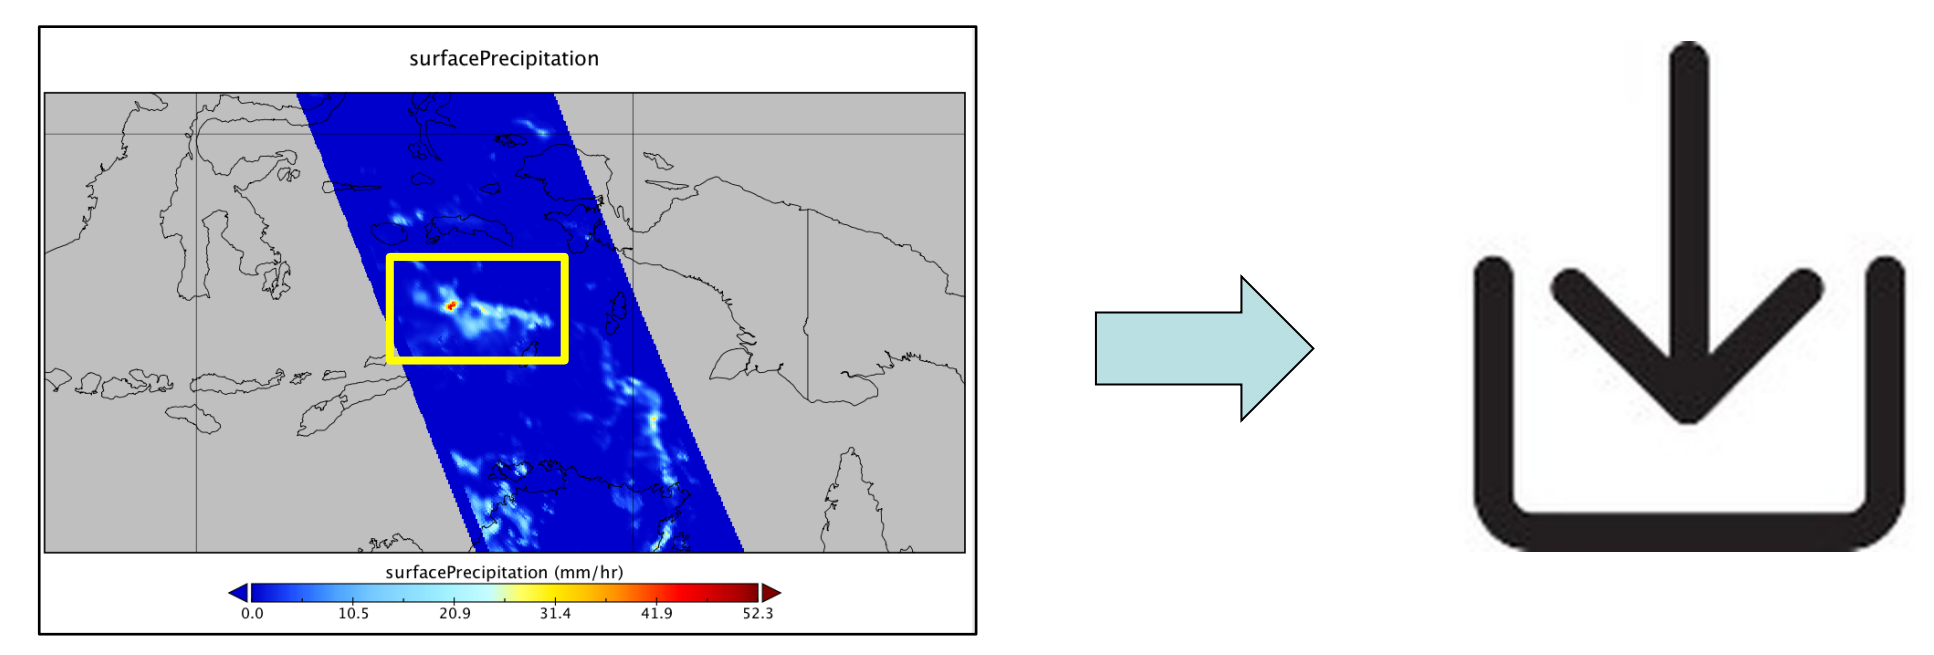 surfacePrecipitation
surfacePrecipitation (mm/hr)
0.0 10.5 20.9 31.4 41.9 52.3